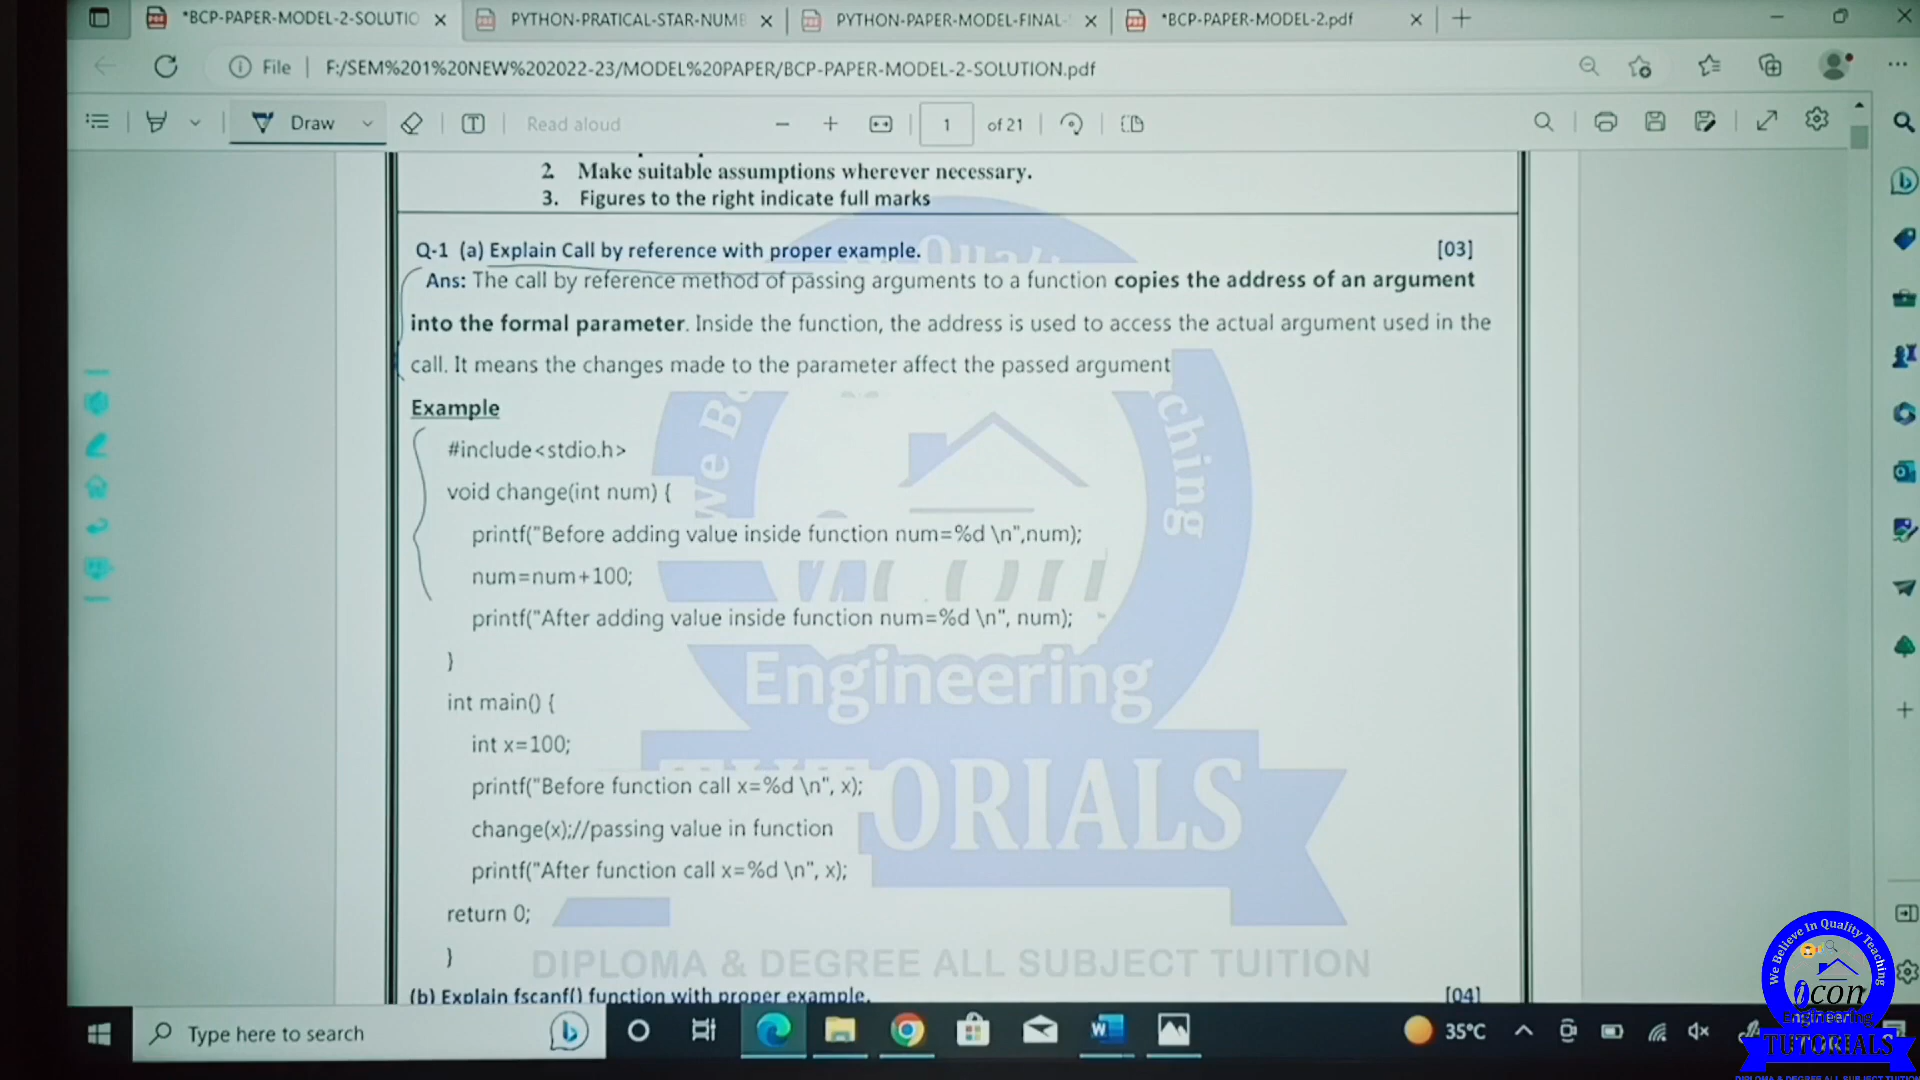 *BCP-PAPER-MODEL-2-SOLUTIO
PYTHON-PRATICAL-STAR-NUMB
PYTHON-PAPER-MODEL-FINAL-
*BCP-PAPER-MODEL-2.pdf
File
F:/SEM%201%20NEW%202022-23/MODEL%20PAPER/BCP-PAPER-MODEL-2-SOLUTION.pdf
Draw
Read aloud
1
of 21
2. Make suitable assumptions wherever necessary.
3. Figures to the right indicate full marks
Q-1 (a) Explain Call by reference with proper example. [03]
Ans: The call by reference method of passing arguments to a function copies the address of an argument
into the formal parameter. Inside the function, the address is used to access the actual argument used in the
call. It means the changes made to the parameter affect the passed argument
Example
#include<stdio.h>
void change(int num) {
printf("Before adding value inside function num=%d \n",num);
num=num+100;
printf("After adding value inside function num=%d \n", num);
}
int main() {
int x=100;
printf("Before function call x=%d \n", x);
change(x);//passing value in function
printf("After function call x=%d \n", x);
return 0;
}
(b) Explain fscanf() function with proper example. [04]
Engineering
TUTORIALS
DIPLOMA & DEGREE ALL SUBJECT TUITION
Type here to search
35°C
We Believe In Quality Teaching
icon
Engineering
TUTORIALS
DIPLOMA & DEGREE ALL SUBJECT TUITION